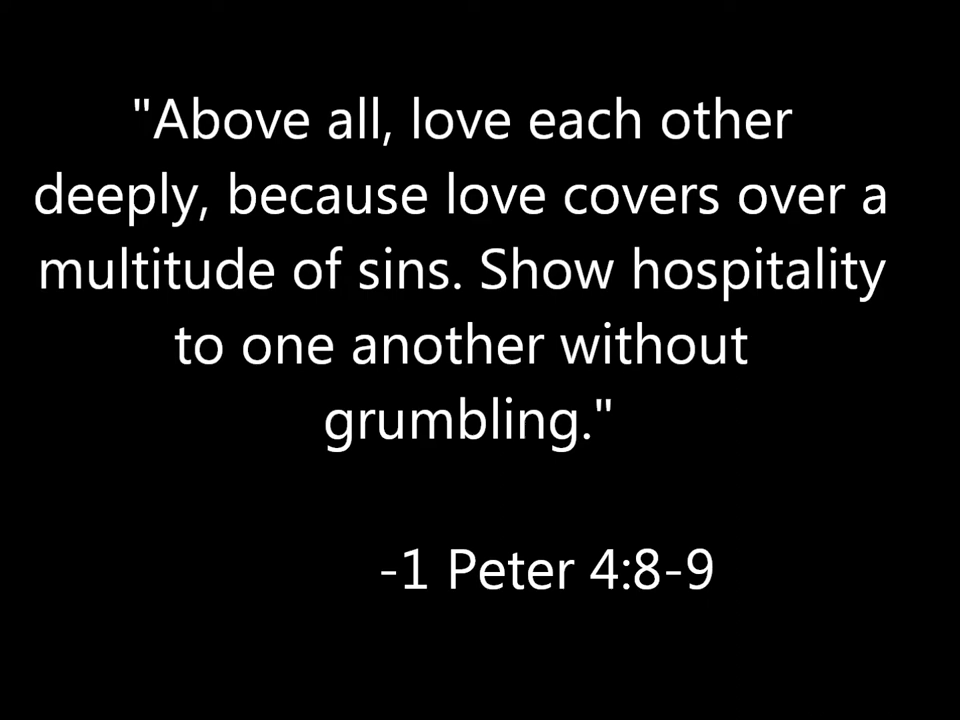 "Above all, love each other
deeply, because love covers over a
multitude of sins. Show hospitality
to one another without
grumbling."
-1 Peter 4:8-9